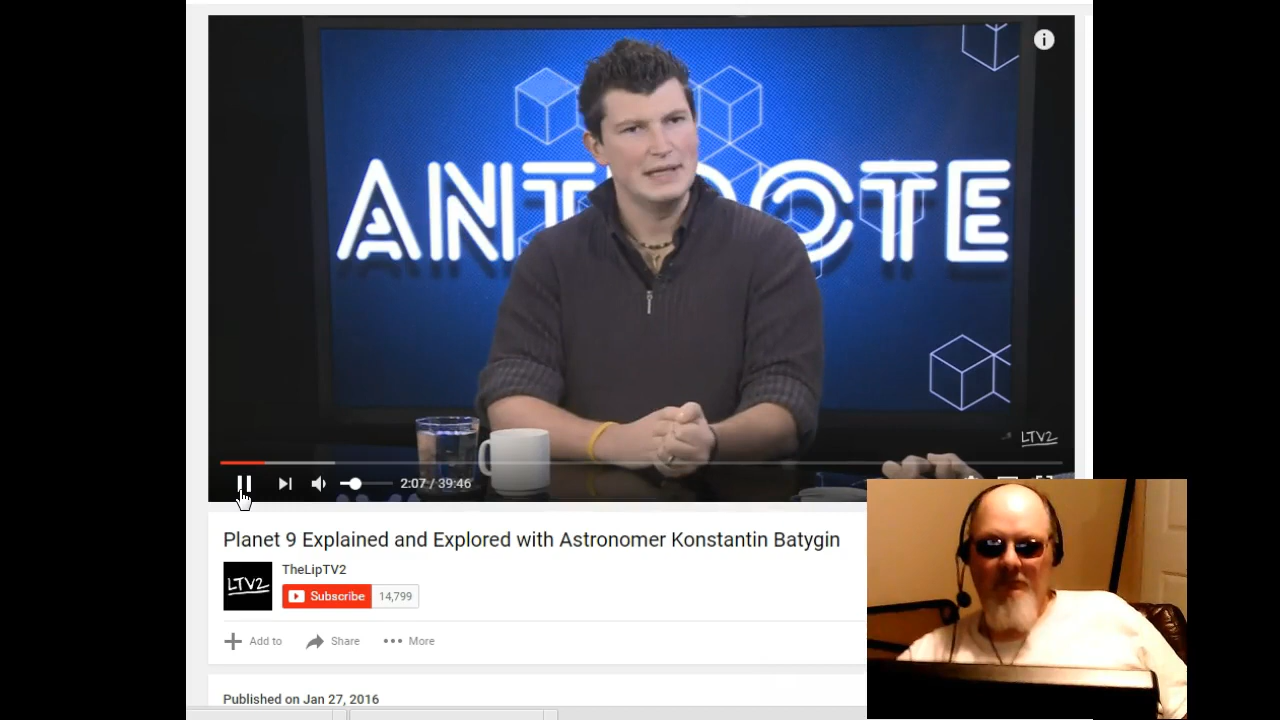 ANTIDOTE
LTV2
2:07 / 39:46
Planet 9 Explained and Explored with Astronomer Konstantin Batygin
LTV2
TheLipTV2
Subscribe 14,799
Add to Share More
Published on Jan 27, 2016